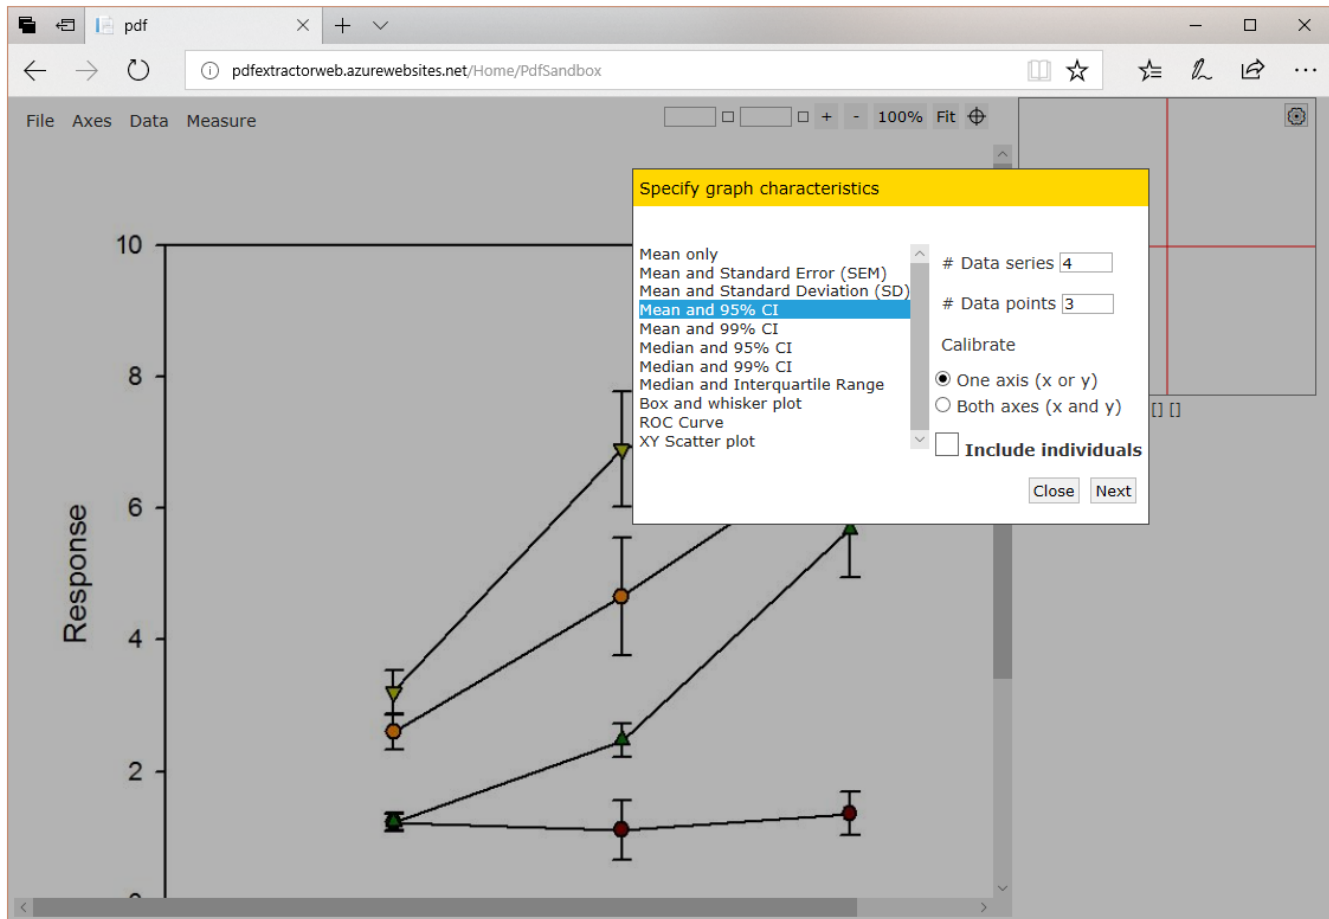 pdf
pdfextractorweb.azurewebsites.net/Home/PdfSandbox
File Axes Data Measure
+ - 100% Fit
Specify graph characteristics
Mean only
Mean and Standard Error (SEM)
Mean and Standard Deviation (SD)
Mean and 95% CI
Mean and 99% CI
Median and 95% CI
Median and 99% CI
Median and Interquartile Range
Box and whisker plot
ROC Curve
XY Scatter plot
# Data series 4
# Data points 3
Calibrate
One axis (x or y)
Both axes (x and y)
Include individuals
Close Next
[] []
Response
10
8
6
4
2